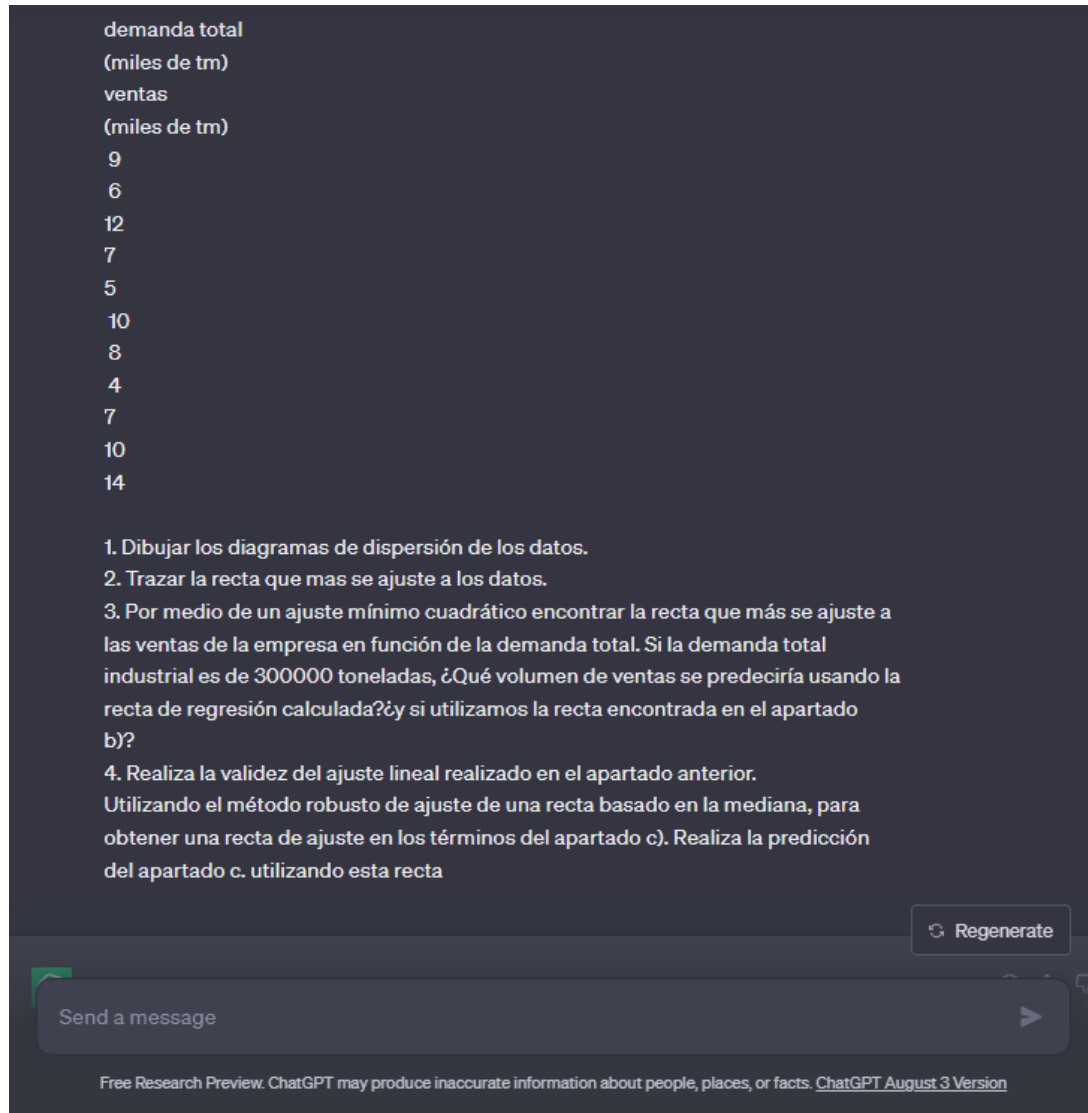 demanda total
(miles de tm)
ventas
(miles de tm)
9
6
12
7
5
10
8
4
7
10
14
1. Dibujar los diagramas de dispersión de los datos.
2. Trazar la recta que mas se ajuste a los datos.
3. Por medio de un ajuste mínimo cuadrático encontrar la recta que más se ajuste a
las ventas de la empresa en función de la demanda total. Si la demanda total
industrial es de 300000 toneladas, ¿Qué volumen de ventas se predeciría usando la
recta de regresión calculada?¿y si utilizamos la recta encontrada en el apartado
b)?
4. Realiza la validez del ajuste lineal realizado en el apartado anterior.
Utilizando el método robusto de ajuste de una recta basado en la mediana, para
obtener una recta de ajuste en los términos del apartado c). Realiza la predicción
del apartado c. utilizando esta recta
Regenerate
Send a message
Free Research Preview. ChatGPT may produce inaccurate information about people, places, or facts. ChatGPT August 3 Version